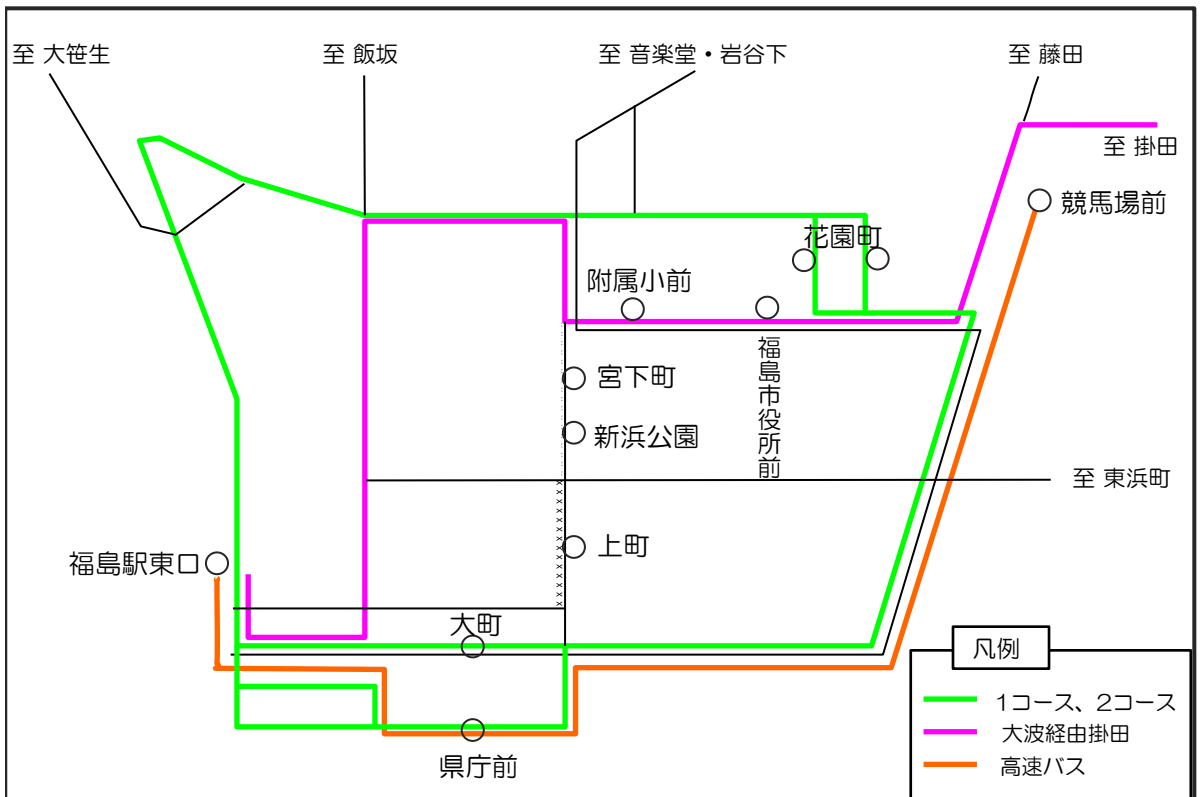 至 大笹生
至 飯坂
至 音楽堂・岩谷下
至 藤田
至 掛田
競馬場前
花園町
附属小前
福島市役所前
宮下町
新浜公園
至 東浜町
上町
福島駅東口
大町
県庁前
凡例
1コース、2コース
大波経由掛田
高速バス